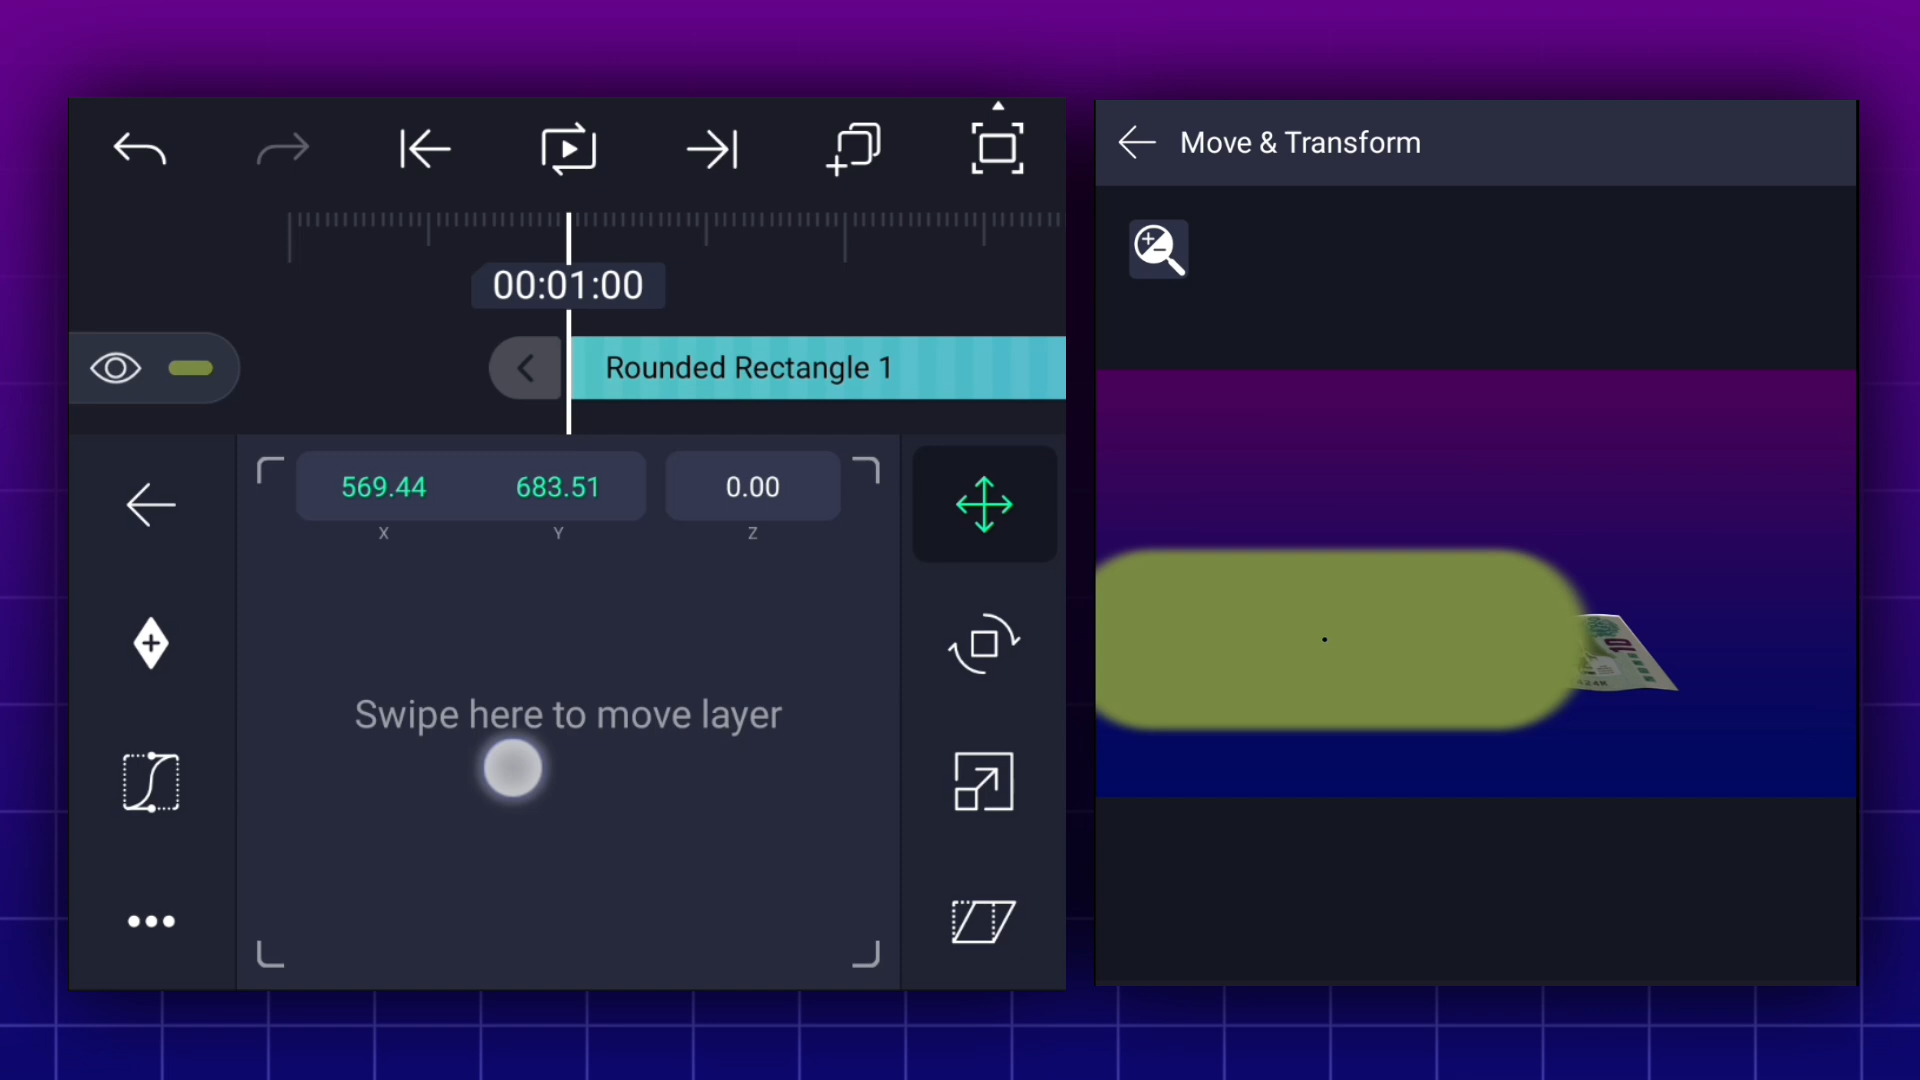 00:01:00
Rounded Rectangle 1
569.44 683.51 0.00
X Y Z
Swipe here to move layer
Move & Transform
10